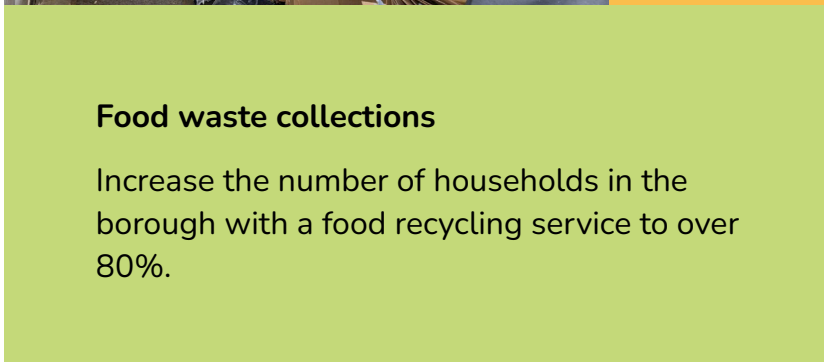 Food waste collections
Increase the number of households in the
borough with a food recycling service to over
80%.